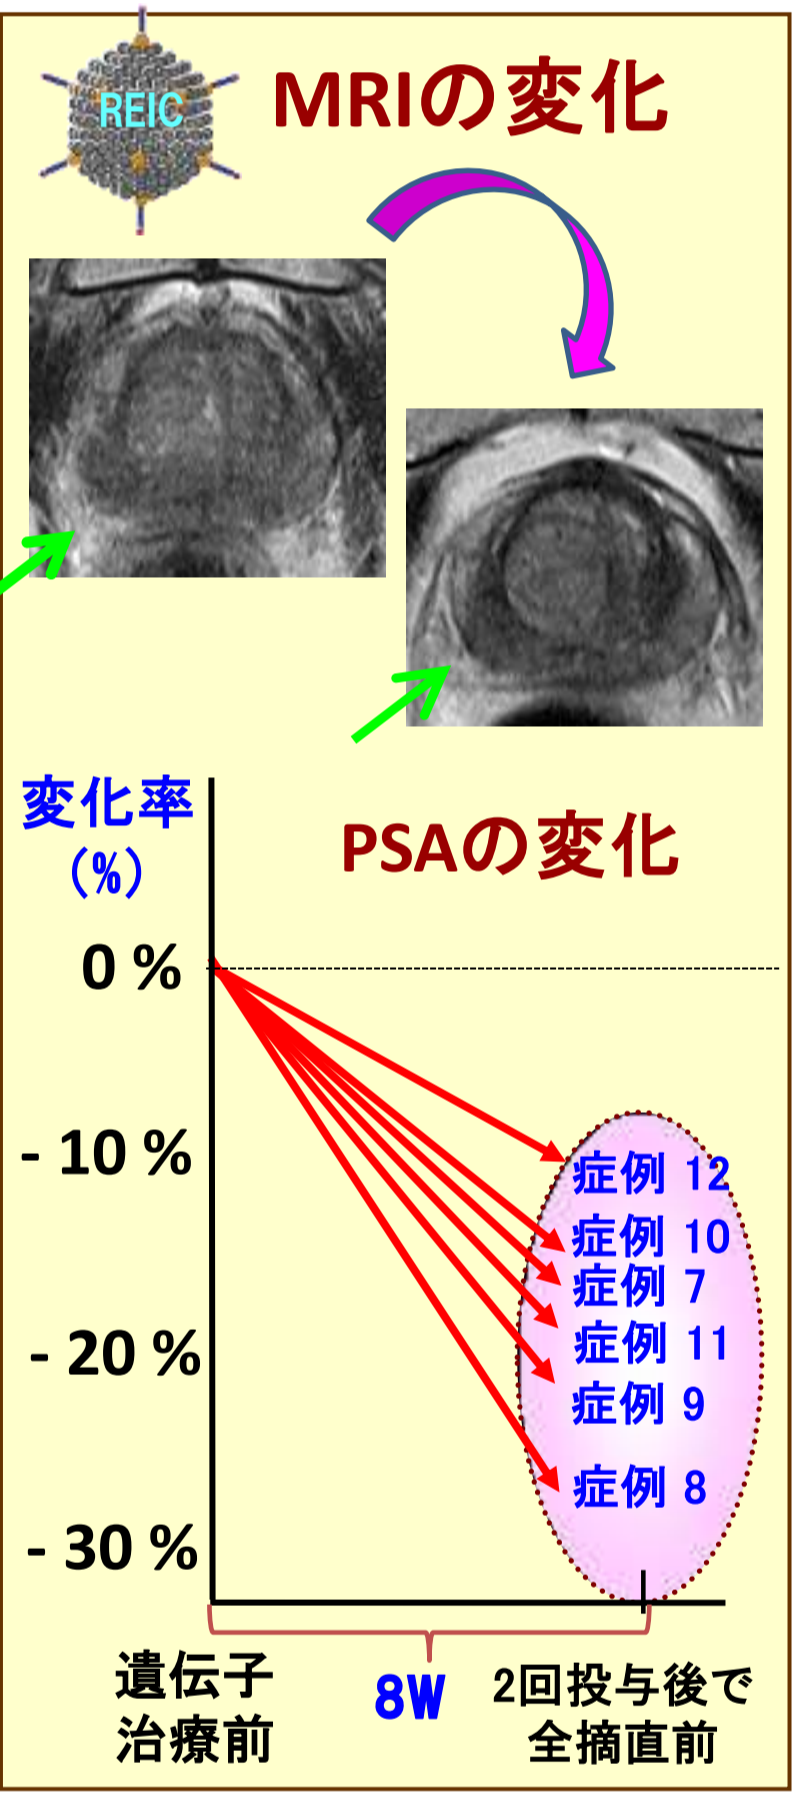 REIC
MRIの変化
変化率
(%)
PSAの変化
0 %
- 10 %
- 20 %
- 30 %
症例 12
症例 10
症例 7
症例 11
症例 9
症例 8
遺伝子
治療前
8W
2回投与後で
全摘直前